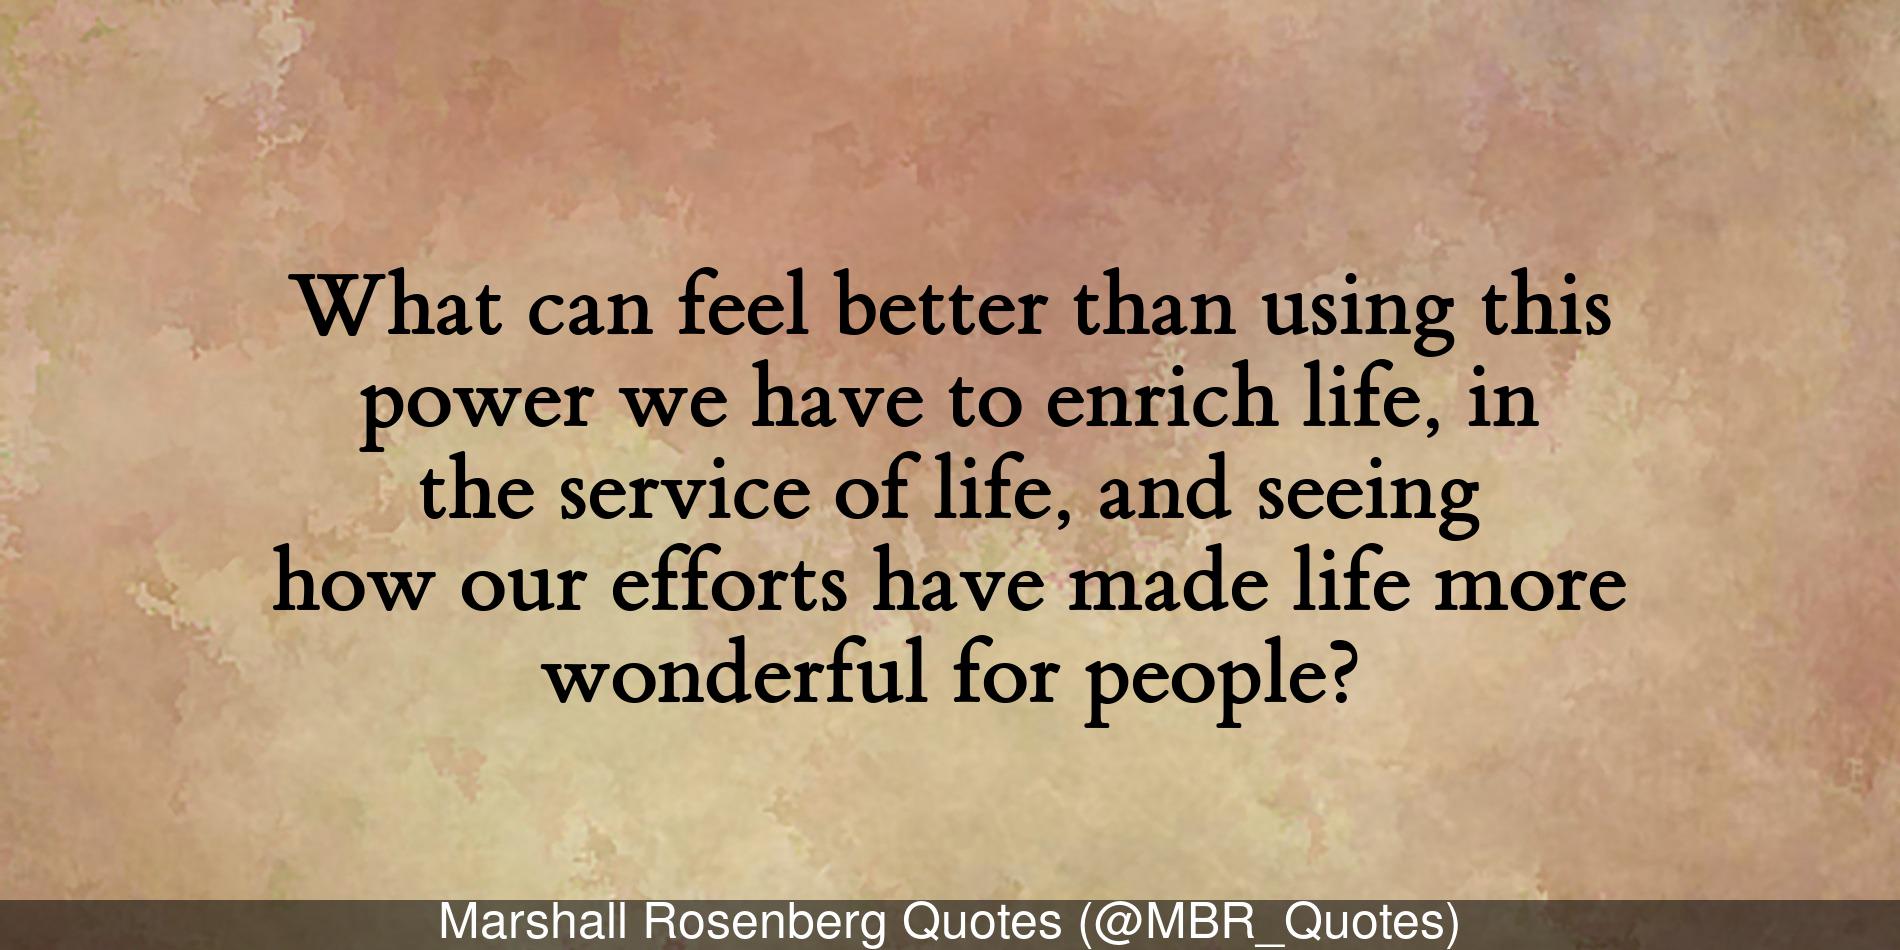 What can feel better than using this
power we have to enrich life, in
the service of life, and seeing
how our efforts have made life more
wonderful for people?
Marshall Rosenberg Quotes (@MBR_Quotes)